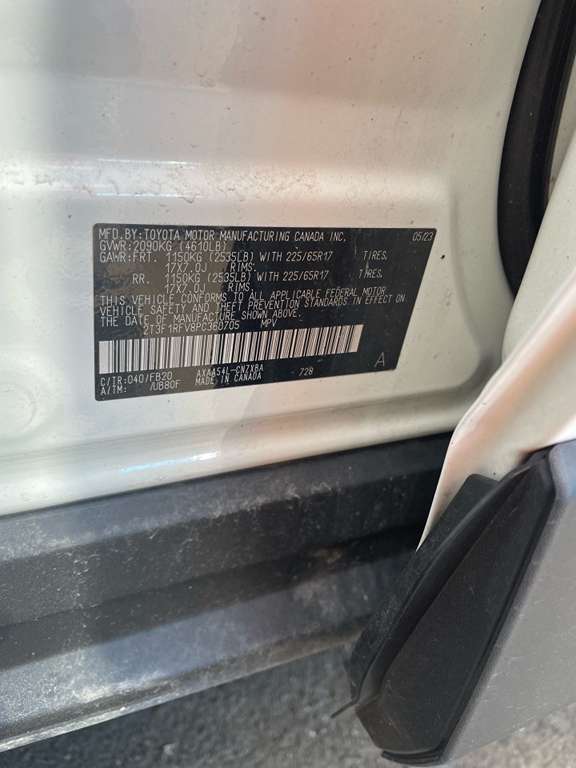 MFD.BY:TOYOTA MOTOR MANUFACTURING CANADA INC. 05/23
GVWR:2090KG (4610LB)
GAWR:FRT. 1150KG (2535LB) WITH 225/65R17 TIRES,
17X7.0J RIMS.
RR. 1150KG (2535LB) WITH 225/65R17 TIRES,
17X7.0J RIMS.
THIS VEHICLE CONFORMS TO ALL APPLICABLE FEDERAL MOTOR
VEHICLE SAFETY AND THEFT PREVENTION STANDARDS IN EFFECT ON
THE DATE OF MANUFACTURE SHOWN ABOVE.
2T3F1RFV8PC360705 MPV
A
C/TR:040/FB20 AXAA54L-CNZXBA 728
A/TM: /UB80F MADE IN CANADA